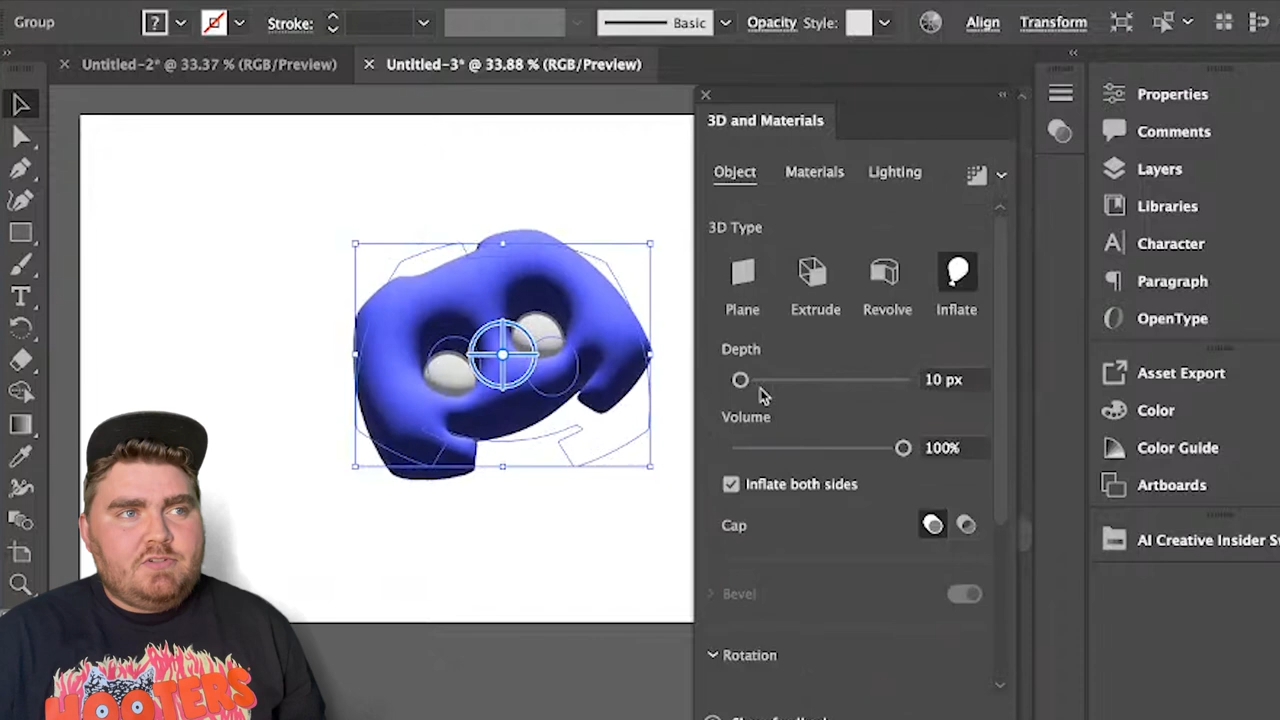 Group
?
Stroke:
Basic
Opacity
Style:
Align
Transform
Untitled-2* @ 33.37 % (RGB/Preview)
Untitled-3* @ 33.88 % (RGB/Preview)
3D and Materials
Object
Materials
Lighting
3D Type
Plane
Extrude
Revolve
Inflate
Depth
10 px
Volume
100%
Inflate both sides
Cap
Bevel
Rotation
Properties
Comments
Layers
Libraries
Character
Paragraph
OpenType
Asset Export
Color
Color Guide
Artboards
AI Creative Insider Sw
HOOTERS